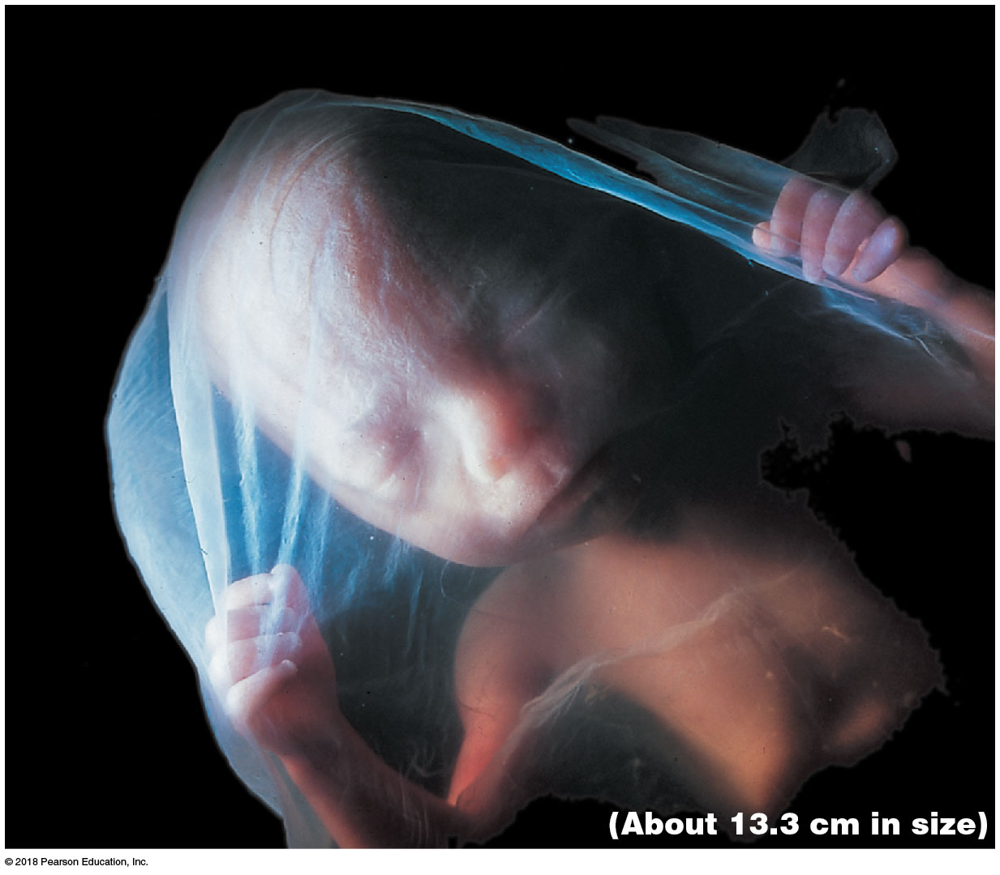 (About 13.3 cm in size)
© 2018 Pearson Education, Inc.